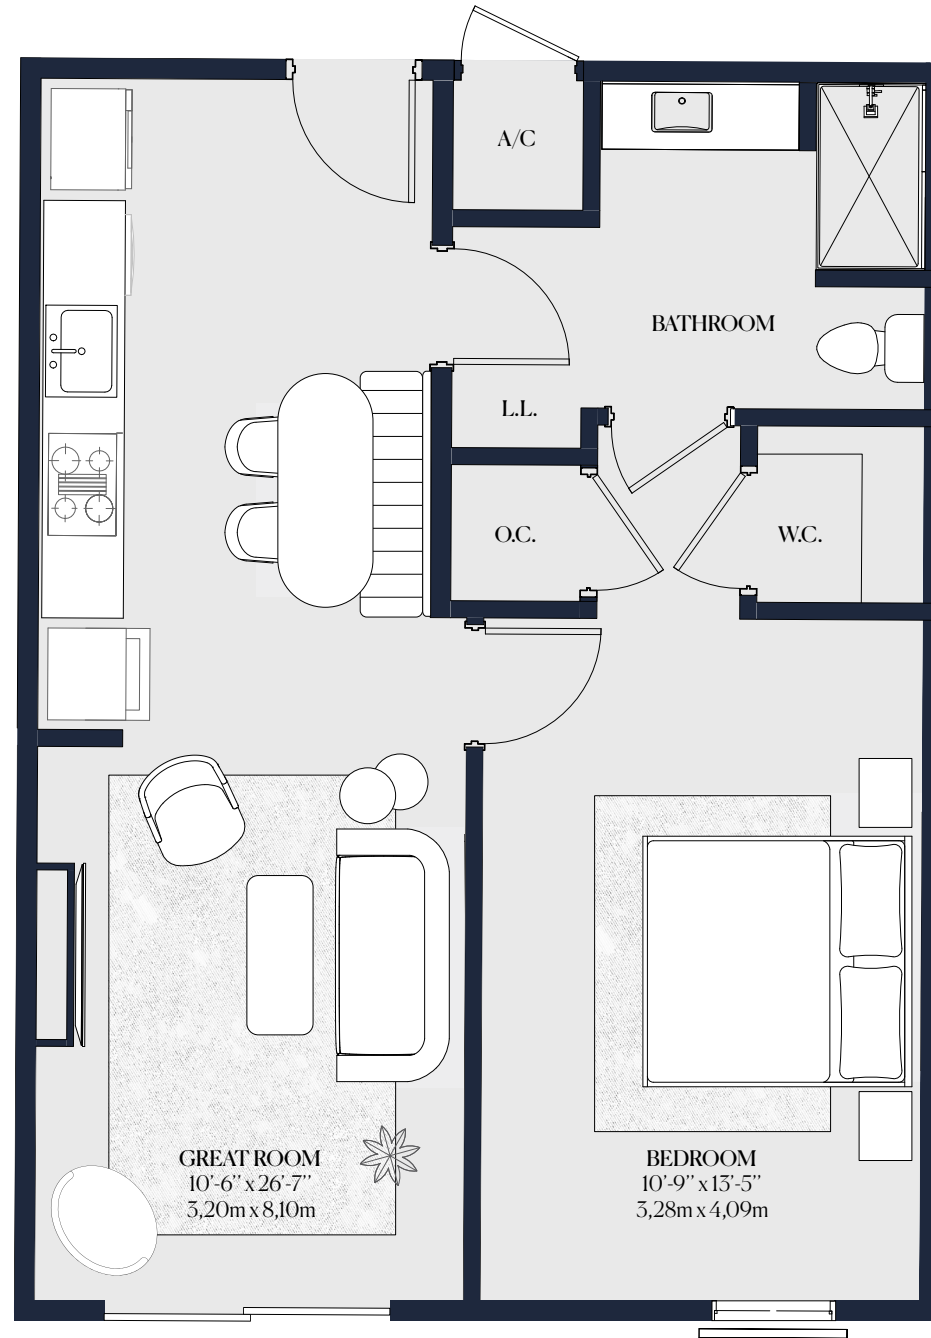 A/C
BATHROOM
L.L.
O.C.
W.C.
GREAT ROOM
10'-6'' x 26'-7''
3,20m x 8,10m
BEDROOM
10'-9'' x 13'-5''
3,28m x 4,09m